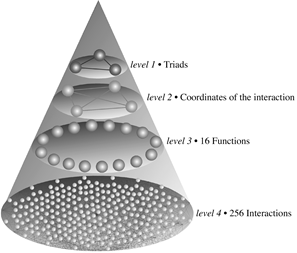 level 1 • Triads
level 2 • Coordinates of the interaction
level 3 • 16 Functions
level 4 • 256 Interactions